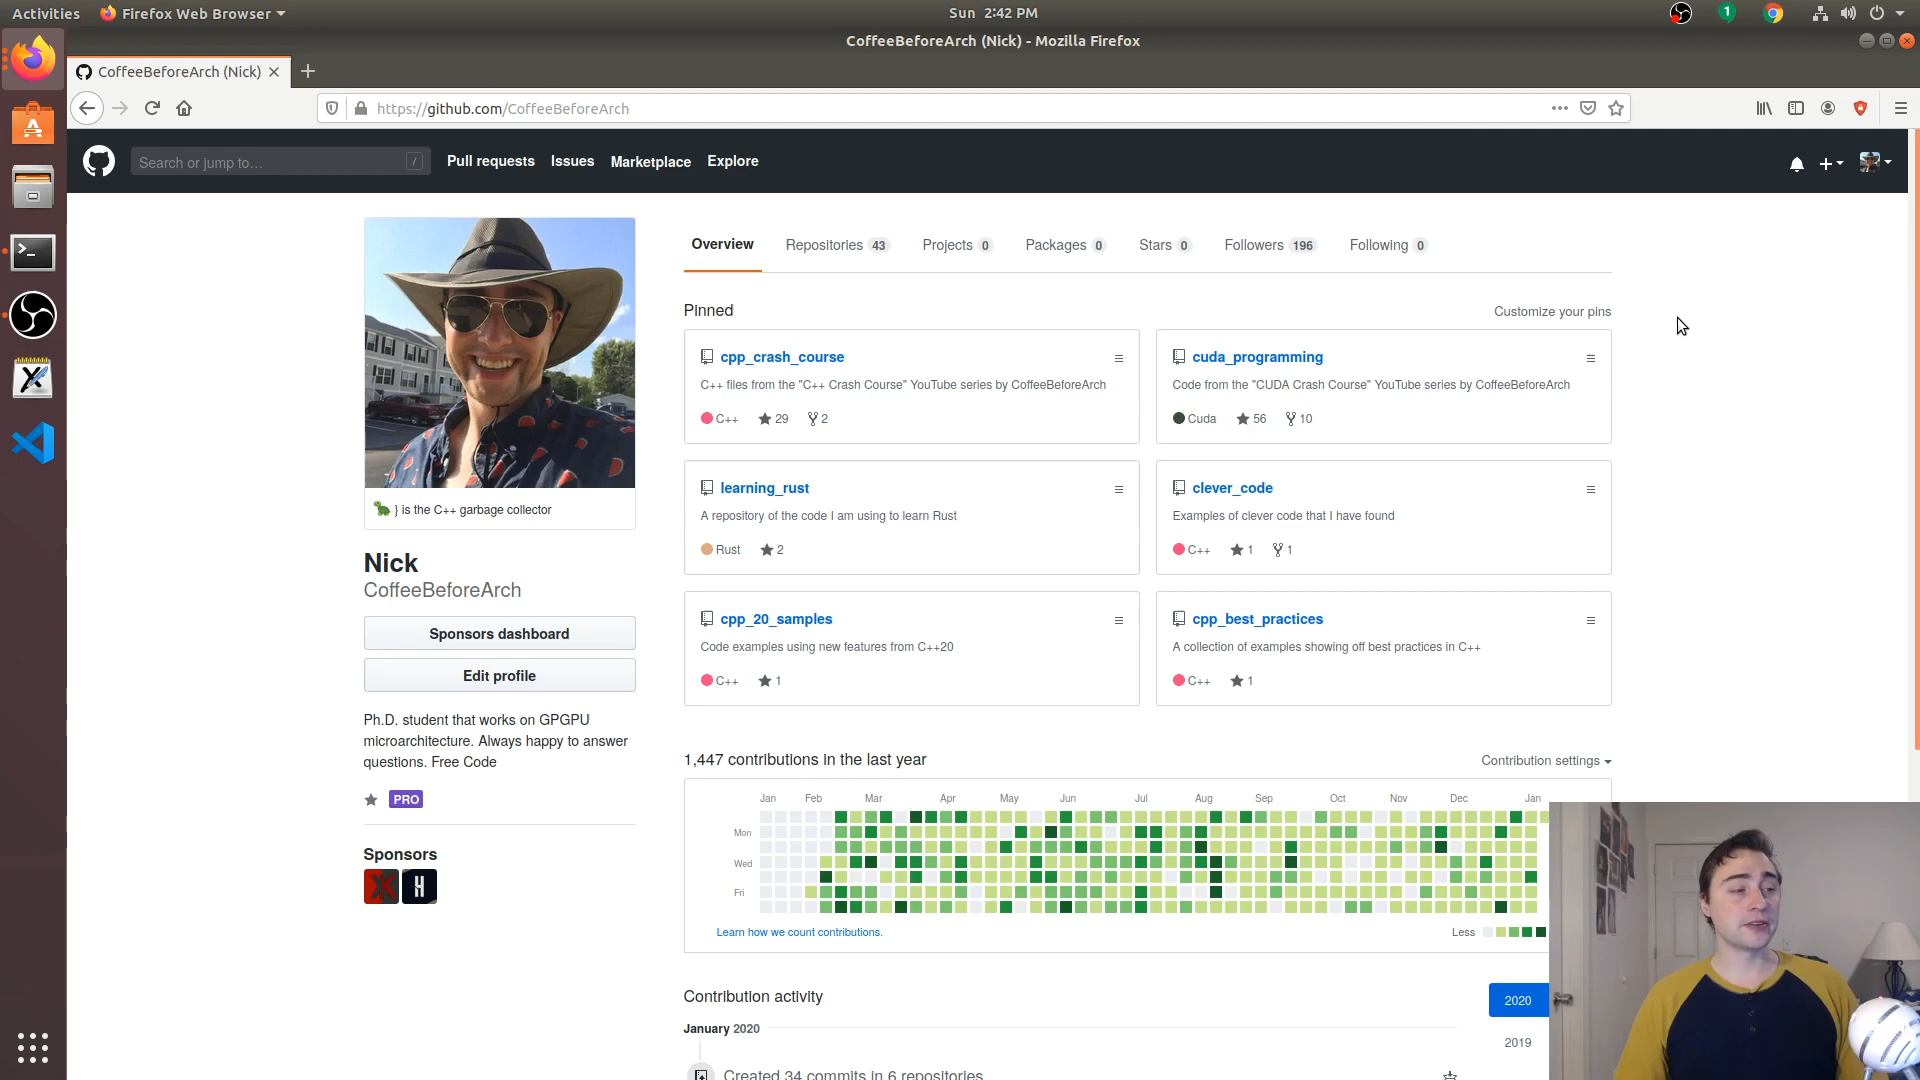 Activities
Firefox Web Browser
Sun 2:42 PM
1
CoffeeBeforeArch (Nick) - Mozilla Firefox
CoffeeBeforeArch (Nick)
https://github.com/CoffeeBeforeArch
Search or jump to…
/
Pull requests
Issues
Marketplace
Explore
Overview
Repositories 43
Projects 0
Packages 0
Stars 0
Followers 196
Following 0
Pinned
Customize your pins
cpp_crash_course
C++ files from the "C++ Crash Course" YouTube series by CoffeeBeforeArch
C++ 29 2
cuda_programming
Code from the "CUDA Crash Course" YouTube series by CoffeeBeforeArch
Cuda 56 10
learning_rust
A repository of the code I am using to learn Rust
Rust 2
clever_code
Examples of clever code that I have found
C++ 1 1
cpp_20_samples
Code examples using new features from C++20
C++ 1
cpp_best_practices
A collection of examples showing off best practices in C++
C++ 1
} is the C++ garbage collector
Nick
CoffeeBeforeArch
Sponsors dashboard
Edit profile
Ph.D. student that works on GPGPU
microarchitecture. Always happy to answer
questions. Free Code
PRO
Sponsors
1,447 contributions in the last year
Contribution settings
Jan Feb Mar Apr May Jun Jul Aug Sep Oct Nov Dec Jan
Mon
Wed
Fri
Learn how we count contributions.
Less
Contribution activity
2020
2019
January 2020
Created 34 commits in 6 repositories